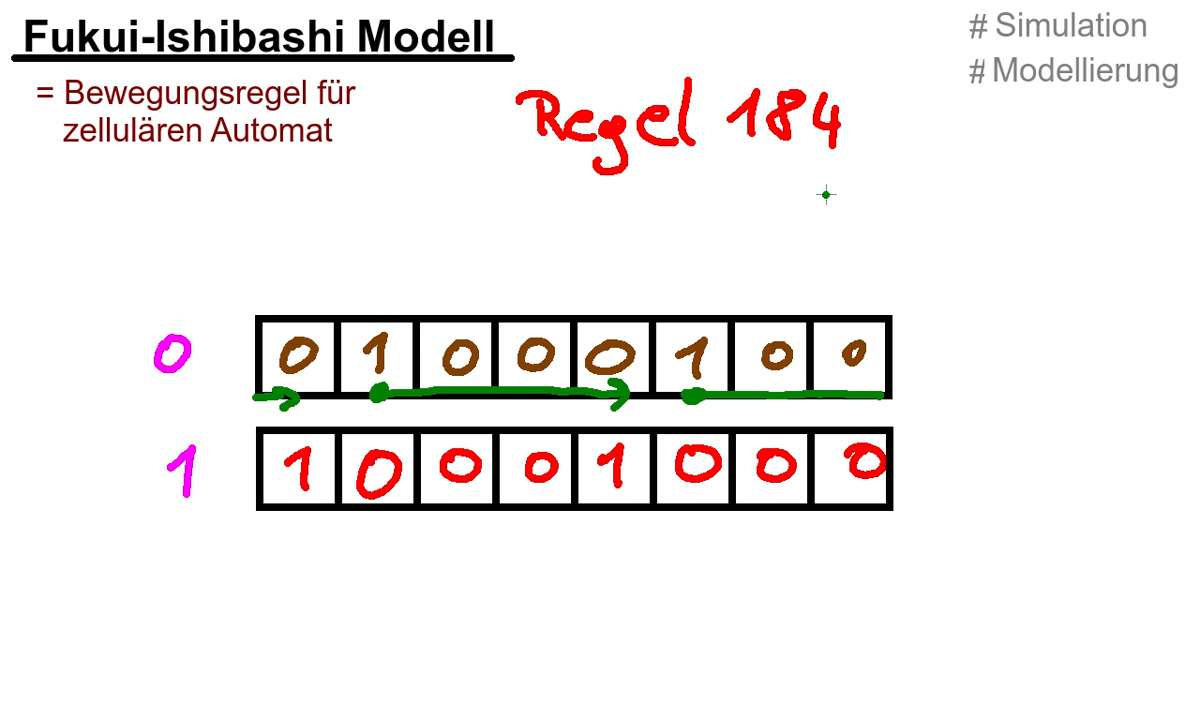 Fukui-Ishibashi Modell
# Simulation
# Modellierung
= Bewegungsregel für
zellulären Automat
Regel 184
0 0 1 0 0 0 1 0 0
1 1 0 0 0 1 0 0 0